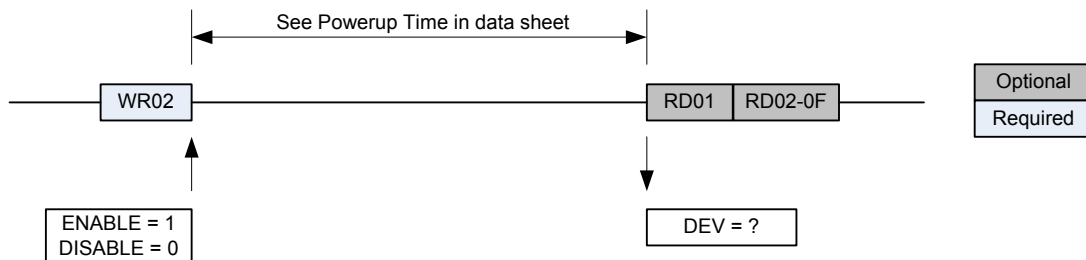 See Powerup Time in data sheet
WR02
RD01
RD02-0F
Optional
Required
ENABLE = 1
DISABLE = 0
DEV = ?